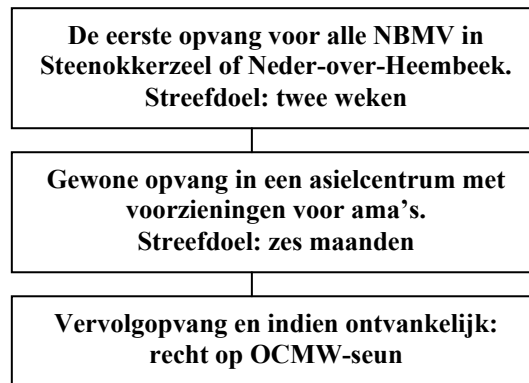 De eerste opvang voor alle NBMV in
Steenokkerzeel of Neder-over-Heembeek.
Streefdoel: twee weken
Gewone opvang in een asielcentrum met
voorzieningen voor ama’s.
Streefdoel: zes maanden
Vervolgopvang en indien ontvankelijk:
recht op OCMW-seun